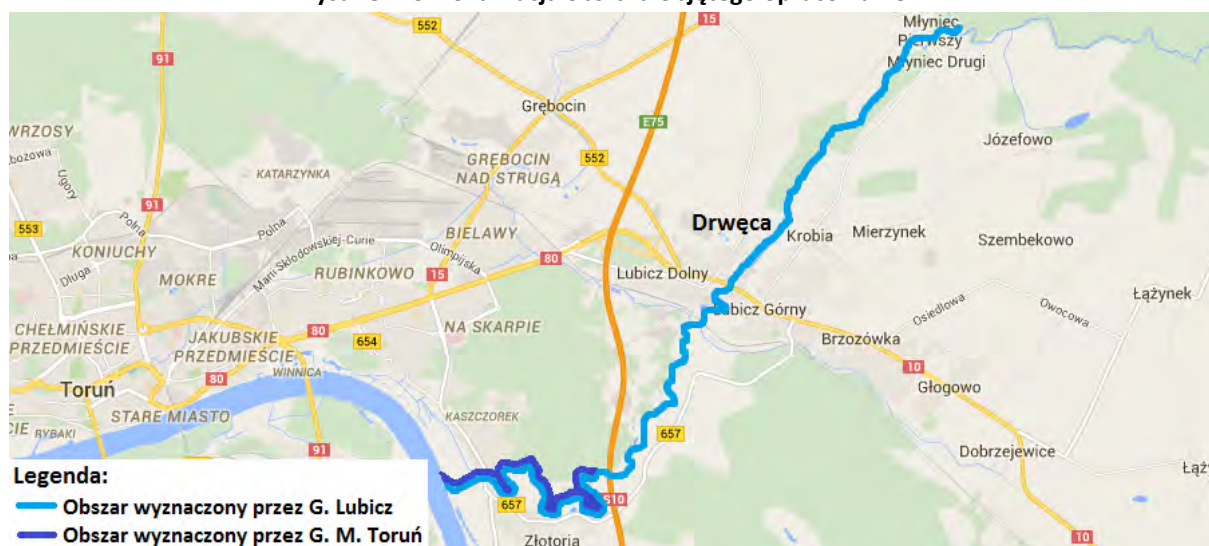 552
15
Młyniec
Pierwszy
Młyniec Drugi
91
Grębocin
E75
WRZOSY
Ugory
KATARZYNKA
GRĘBOCIN
NAD STRUGĄ
552
Józefowo
91
553
Polna
Polna
KONIUCHY
Długa
Marii Skłodowskiej-Curie
BIELAWY
Olimpijska
Drwęca
Krobia
Mierzynek
Szembekowo
MOKRE
RUBINKOWO
15
80
Lubicz Dolny
Łążynek
CHEŁMIŃSKIE
PRZEDMIEŚCIE
JAKUBSKIE
PRZEDMIEŚCIE
80
654
NA SKARPIE
Lubicz Górny
Osiedlowa
Owocowa
Brzozówka
10
Toruń
80
WINNICA
STARE MIASTO
KASZCZOREK
Głogowo
RYBAKI
91
657
Dobrzejewice
Legenda:
Obszar wyznaczony przez G. Lubicz
Obszar wyznaczony przez G. M. Toruń
657
S10
Złotoria
10